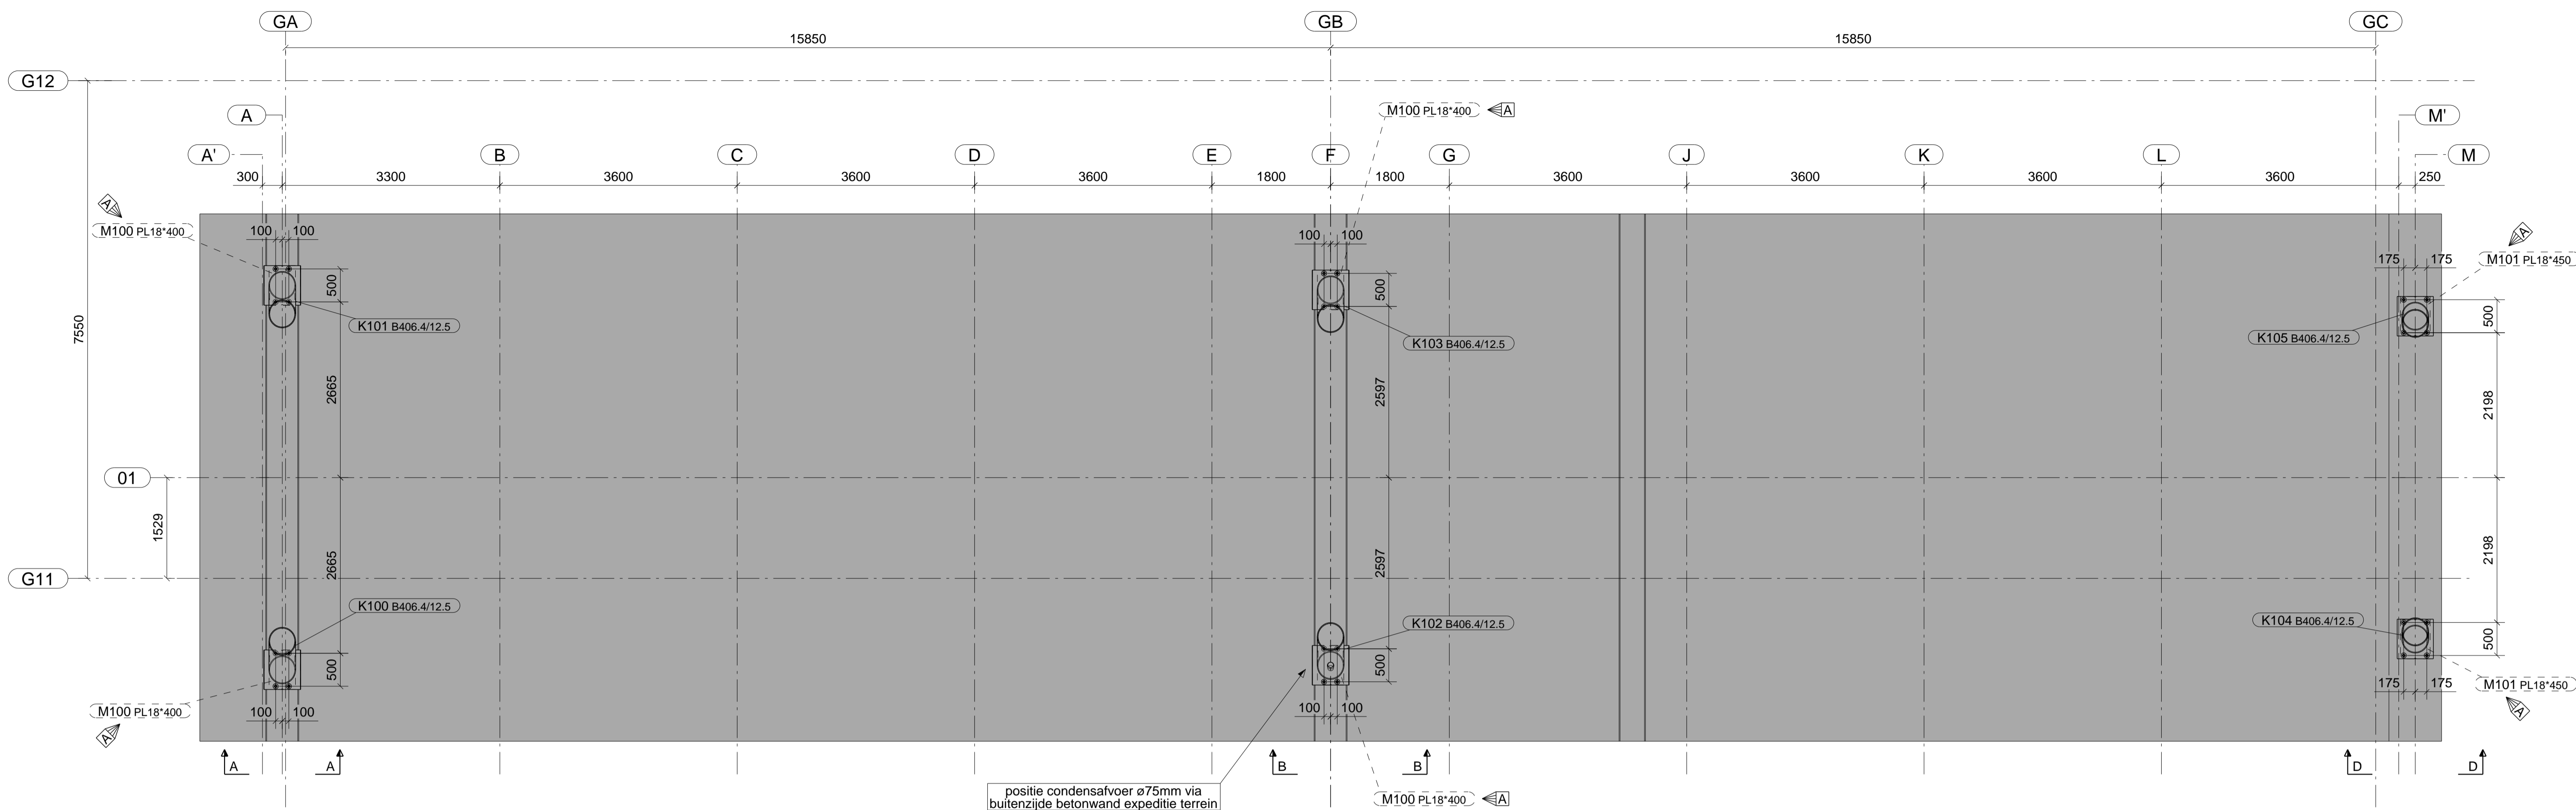 GA
GB
GC
15850
15850
G12
A
M100 PL18*400
A
M'
A'
B
C
D
E
F
G
J
K
L
M
300
3300
3600
3600
3600
1800
1800
3600
3600
3600
3600
250
A
M100 PL18*400
100
100
100
100
A
175
175
M101 PL18*450
500
500
500
K101 B406.4/12.5
K103 B406.4/12.5
K105 B406.4/12.5
7550
2665
2597
2198
01
1529
2665
2597
2198
G11
K100 B406.4/12.5
K102 B406.4/12.5
K104 B406.4/12.5
500
500
500
175
175
M101 PL18*450
M100 PL18*400
A
100
100
100
100
A
A
A
B
B
D
D
positie condensafvoer ø75mm via
buitenzijde betonwand expeditie terrein
M100 PL18*400
A